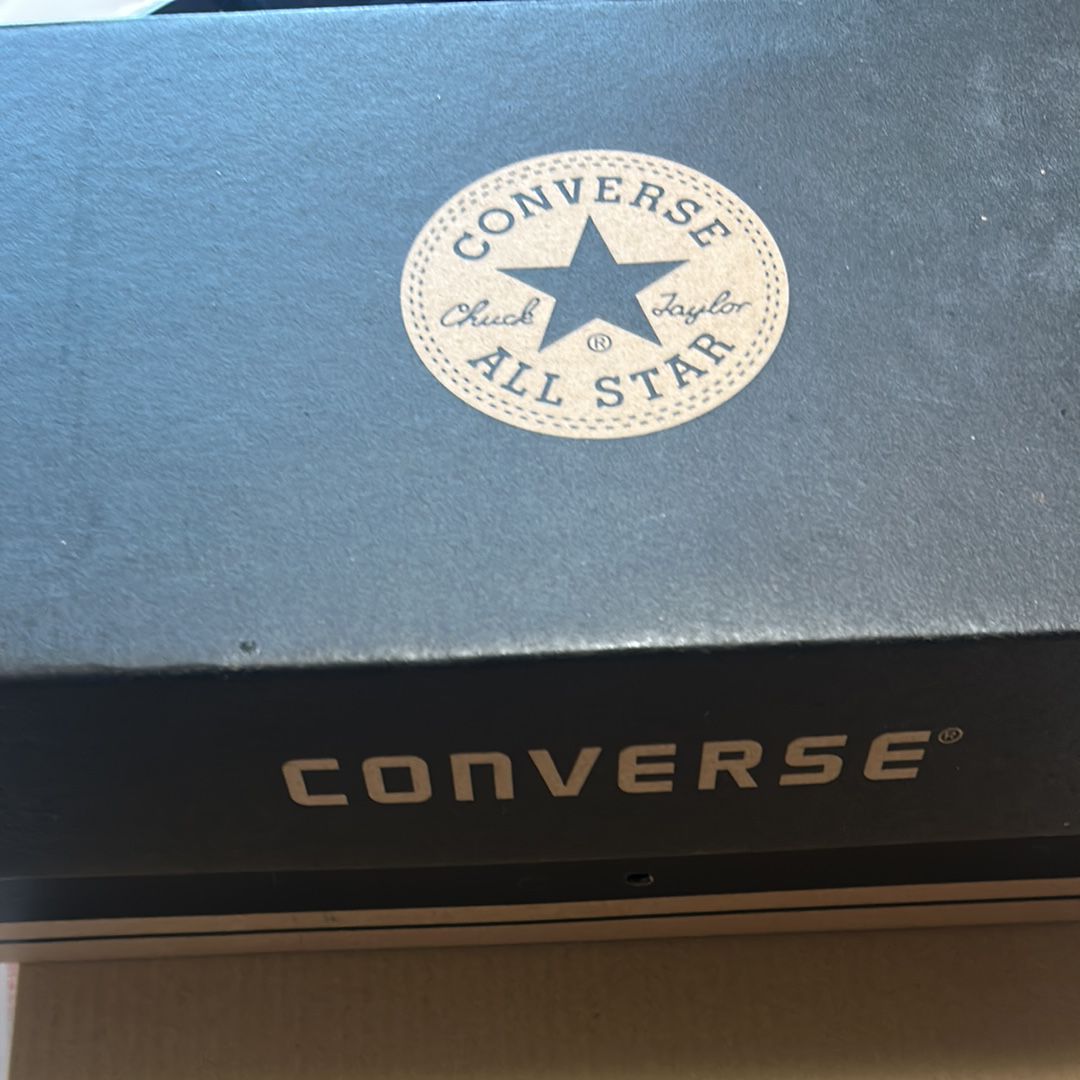 CONVERSE
Chuck Taylor
®
ALL STAR
CONVERSE®